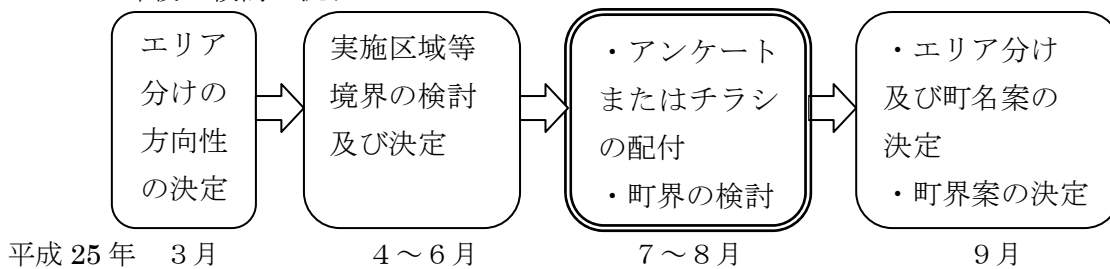 エリア
分けの
方向性
の決定
実施区域等
境界の検討
及び決定
・アンケート
またはチラシ
の配付
・町界の検討
・エリア分け
及び町名案の
決定
・町界案の決定
平成 25 年 3月 4～6月 7～8月 9月